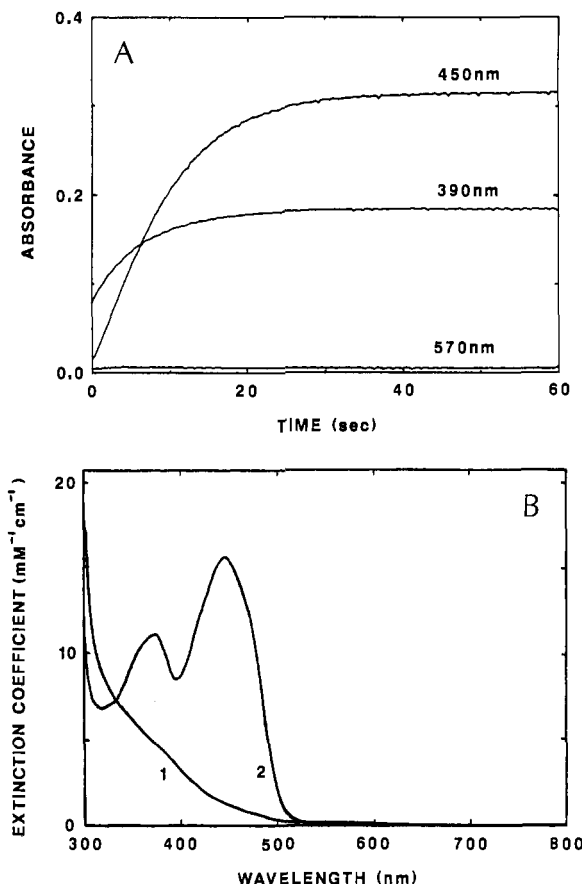 A
0.4
0.2
0.0
ABSORBANCE
450nm
390nm
570nm
0
20
40
60
TIME (sec)
B
20
10
0
EXTINCTION COEFFICIENT (mM⁻¹cm⁻¹)
1
2
300
400
500
600
700
800
WAVELENGTH (nm)